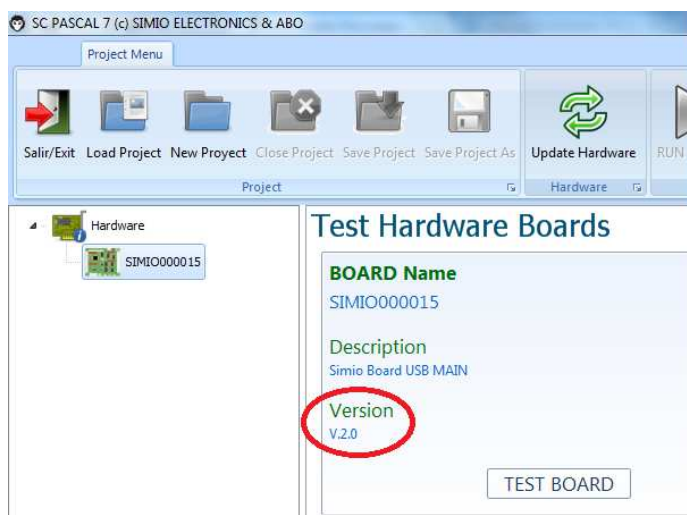 SC PASCAL 7 (c) SIMIO ELECTRONICS & ABO
Project Menu
Salir/Exit Load Project New Proyect Close Project Save Project Save Project As Update Hardware RUN
Project Hardware
Hardware
SIMIO000015
Test Hardware Boards
BOARD Name
SIMIO000015
Description
Simio Board USB MAIN
Version
V.2.0
TEST BOARD